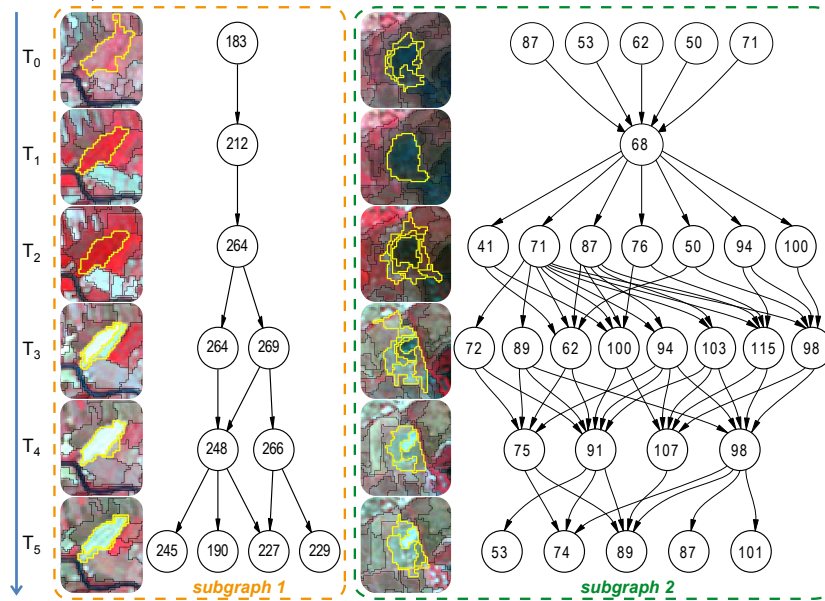 T0 183 87 53 62 50 71
T1 212 68
T2 264 41 71 87 76 50 94 100
T3 264 269 72 89 62 100 94 103 115 98
T4 248 266 75 91 107 98
T5 245 190 227 229 53 74 89 87 101
subgraph 1 subgraph 2